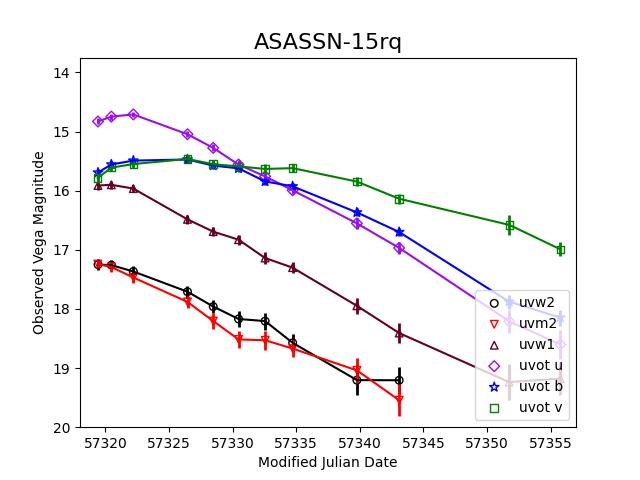 ASASSN-15rq
14
15
16
17
18
19
20
Observed Vega Magnitude
uvw2
uvm2
uvw1
uvot u
uvot b
uvot v
57320 57325 57330 57335 57340 57345 57350 57355
Modified Julian Date